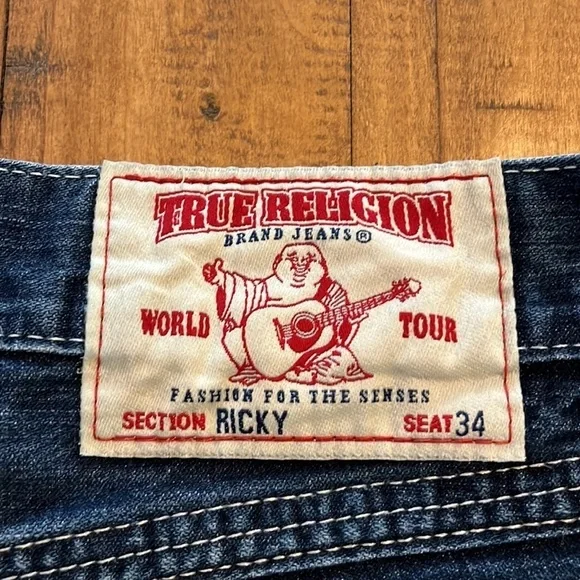 TRUE RELIGION
BRAND JEANS®
WORLD TOUR
FASHION FOR THE SENSES
SECTION RICKY SEAT 34